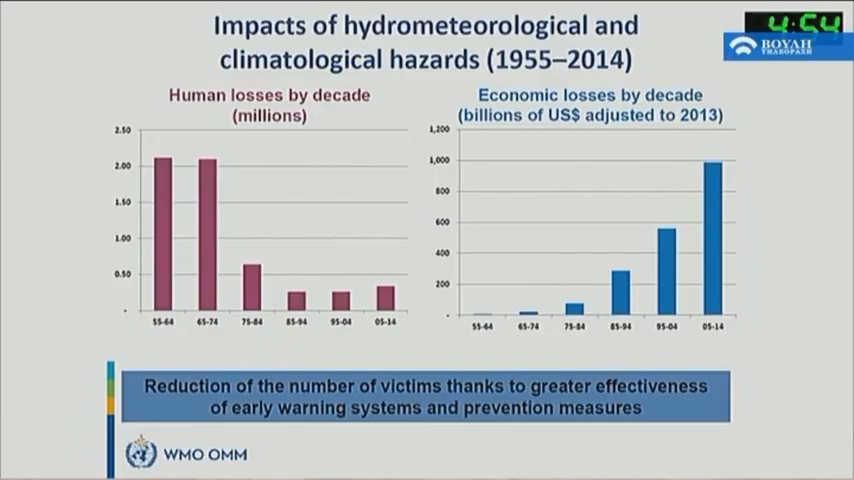 Impacts of hydrometeorological and
climatological hazards (1955–2014)
4:54
ВОУАН
ТНАВОРАЗН
Human losses by decade
(millions)
2.50
2.00
1.50
1.00
0.50
-
55-64 65-74 75-84 85-94 95-04 05-14
Economic losses by decade
(billions of US$ adjusted to 2013)
1,200
1,000
800
600
400
200
-
55-64 65-74 75-84 85-94 95-04 05-14
Reduction of the number of victims thanks to greater effectiveness
of early warning systems and prevention measures
WMO OMM